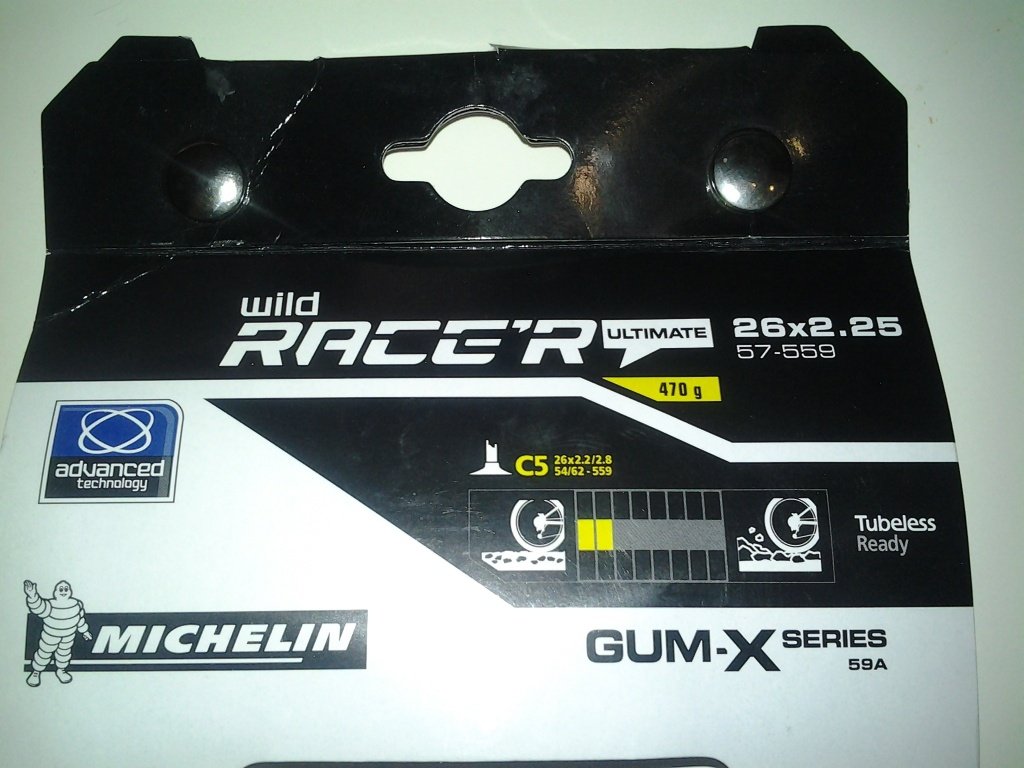 wild
RACE'R ULTIMATE
26x2.25
57-559
470 g
advanced
technology
C5 26x2.2/2.8
54/62-559
Tubeless
Ready
MICHELIN
GUM-X SERIES
59A